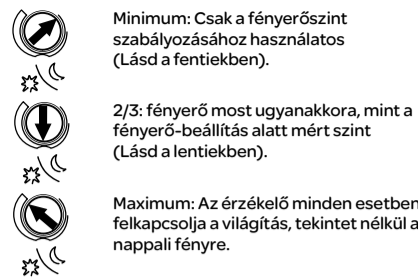 Minimum: Csak a fényerőszint
szabályozásához használatos
(Lásd a fentiekben).
2/3: fényerő most ugyanakkora, mint a
fényerő-beállítás alatt mért szint
(Lásd a lentiekben).
Maximum: Az érzékelő minden esetben
felkapcsolja a világítás, tekintet nélkül a
nappali fényre.